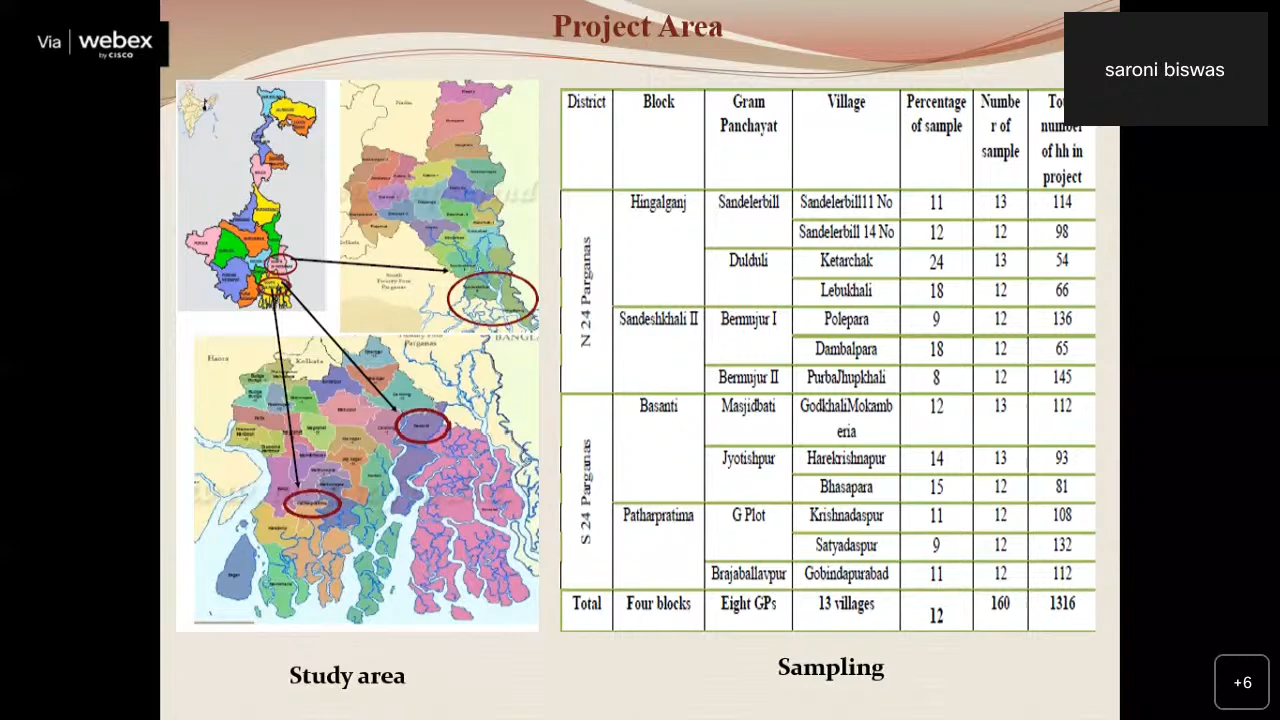 Project Area
Via | webex
by CISCO
saroni biswas
District Block Gram Panchayat Village Percentage of sample Numbe r of sample number of hh in project
N 24 Parganas Hingalganj Sandelerbill Sandelerbill11 No 11 13 114
Sandelerbill 14 No 12 12 98
Dulduli Ketarchak 24 13 54
Lebukhali 18 12 66
Sandeshkhali II Bermujur I Polepara 9 12 136
Dambalpara 18 12 65
Bermujur II PurbaJhupkhali 8 12 145
S 24 Parganas Basanti Masjidbati GodkhaliMokamb eria 12 13 112
Jyotishpur Harekrishnapur 14 13 93
Bhasapara 15 12 81
Patharpratima G Plot Krishnadaspur 11 12 108
Satyadaspur 9 12 132
Brajaballavpur Gobindapurabad 11 12 112
Total Four blocks Eight GPs 13 villages 12 160 1316
Haora
Kolkata
Parganas
BANGL
Study area
Sampling
+6